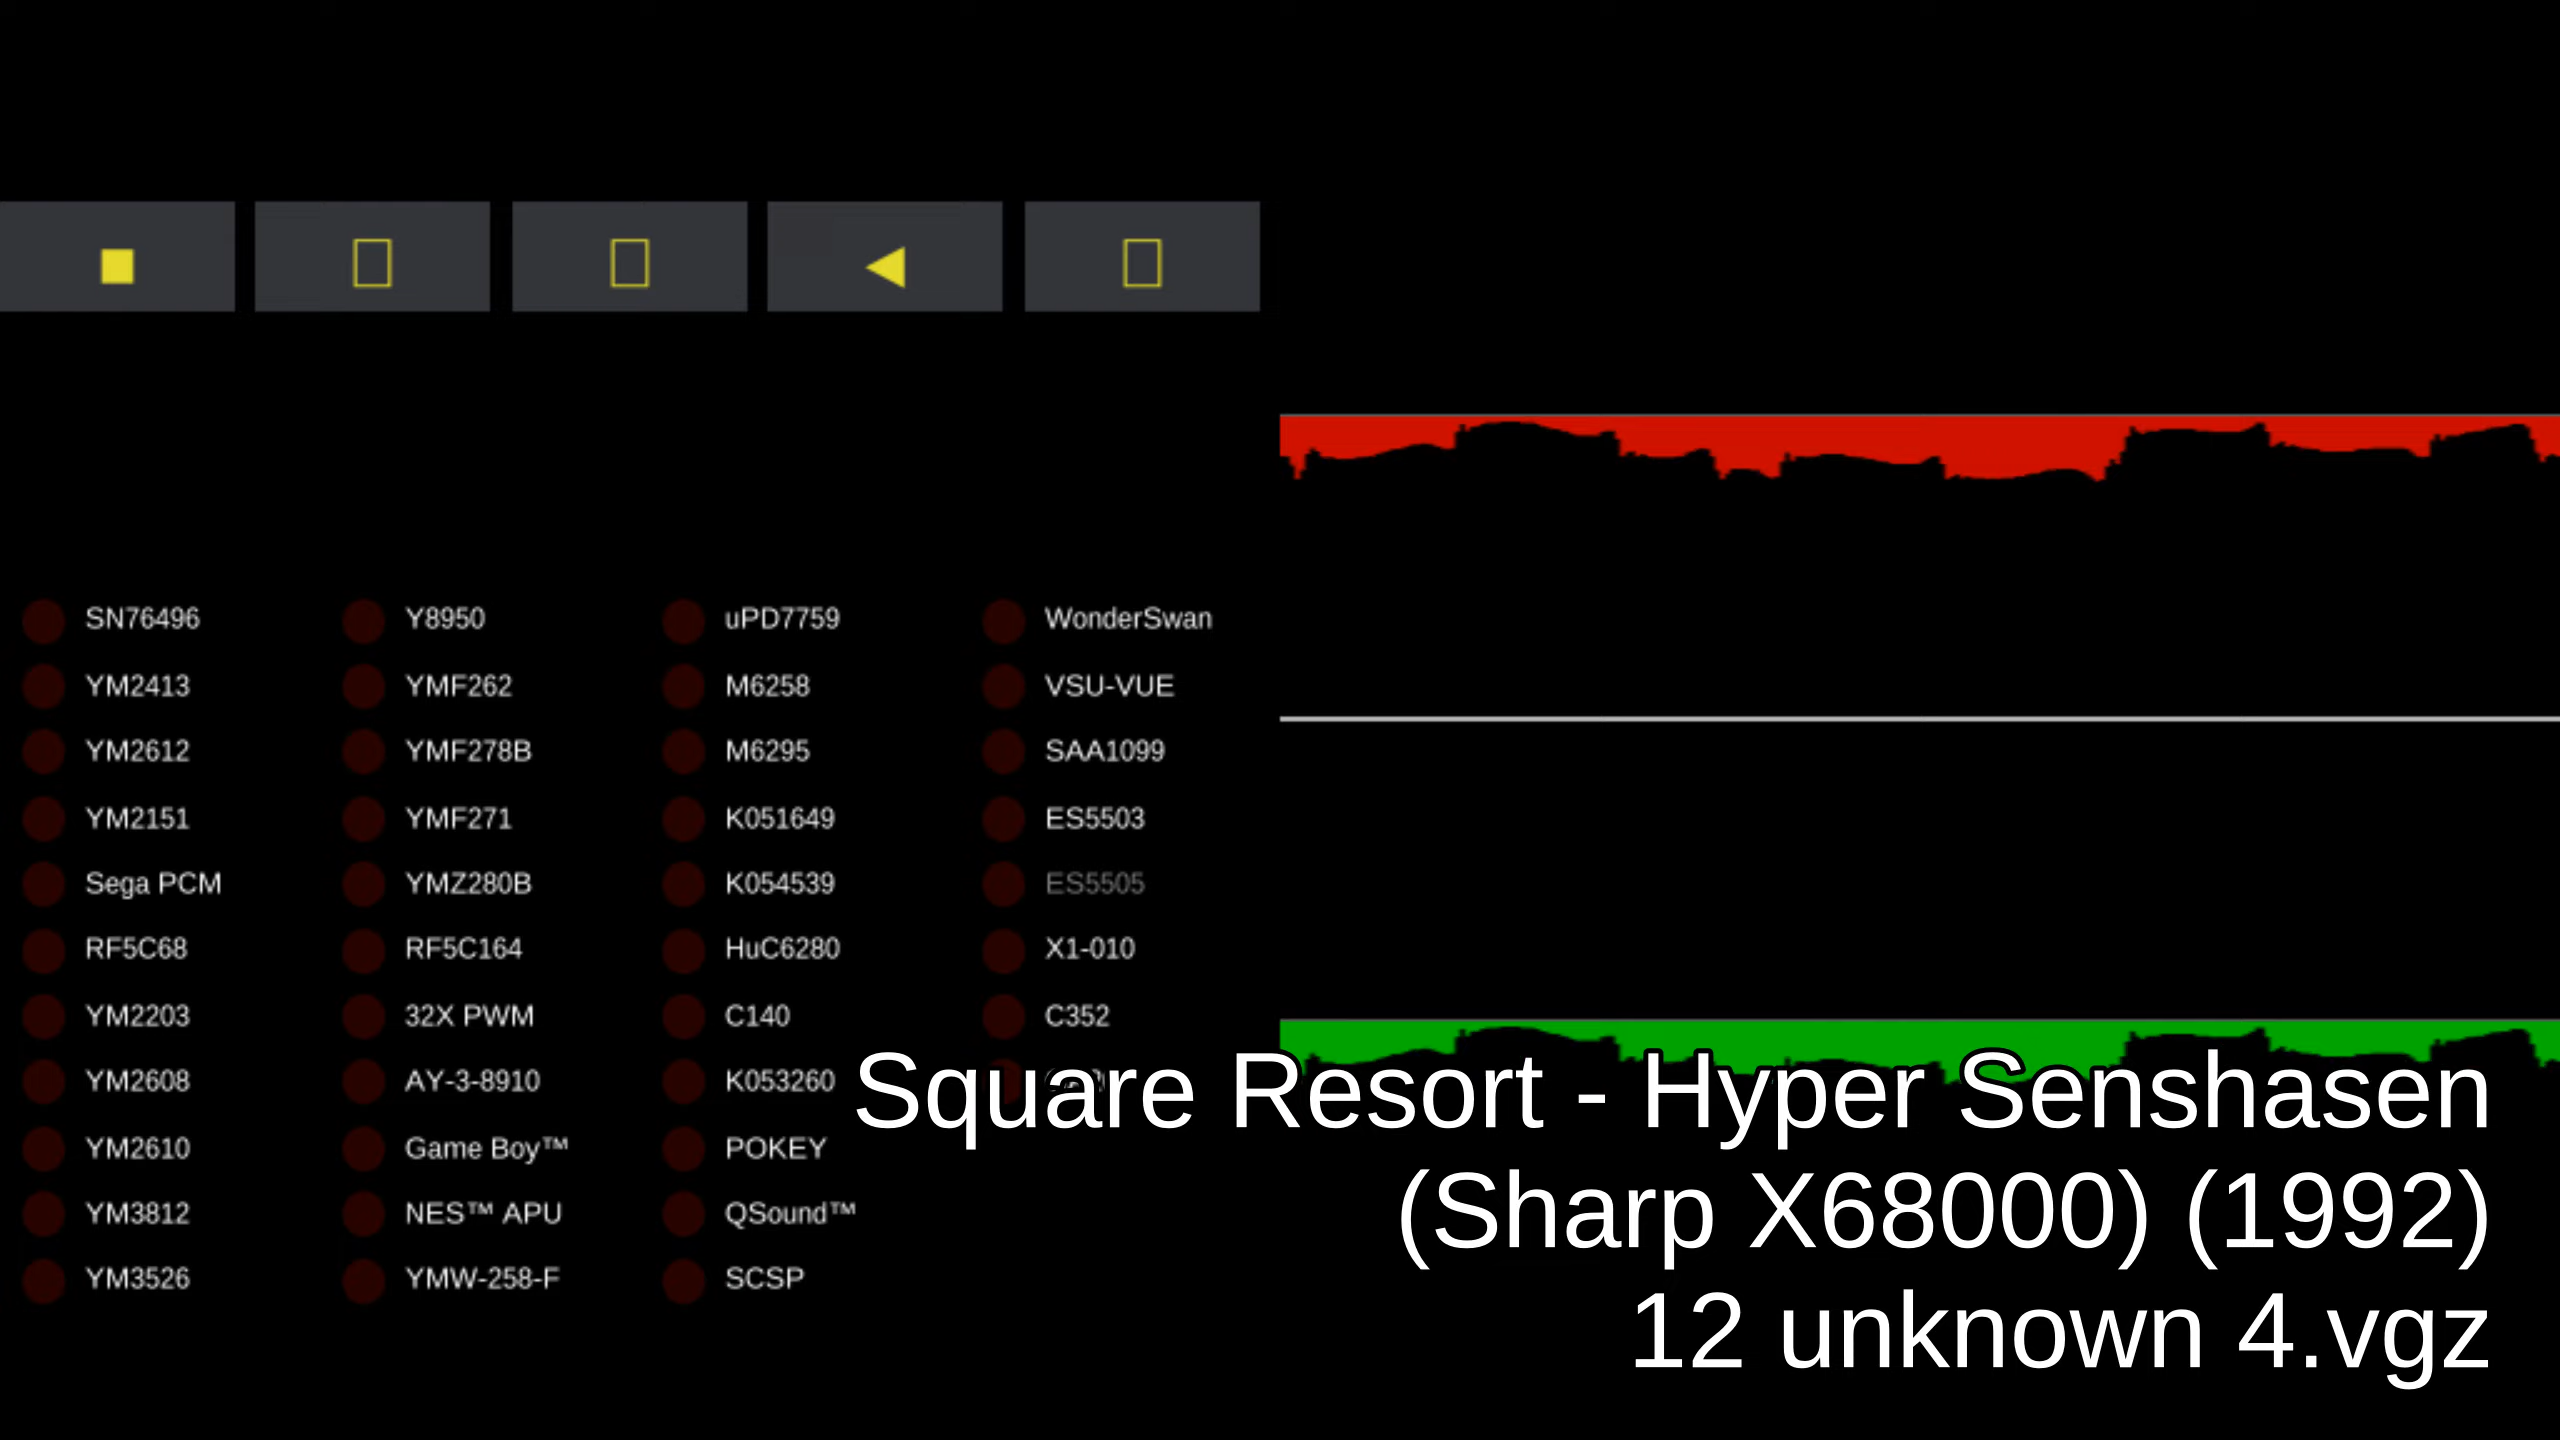 SN76496 Y8950 uPD7759 WonderSwan
YM2413 YMF262 M6258 VSU-VUE
YM2612 YMF278B M6295 SAA1099
YM2151 YMF271 K051649 ES5503
Sega PCM YMZ280B K054539 ES5505
RF5C68 RF5C164 HuC6280 X1-010
YM2203 32X PWM C140 C352
YM2608 AY-3-8910 K053260
YM2610 Game Boy™ POKEY
YM3812 NES™ APU QSound™
YM3526 YMW-258-F SCSP
Square Resort - Hyper Senshasen
(Sharp X68000) (1992)
12 unknown 4.vgz